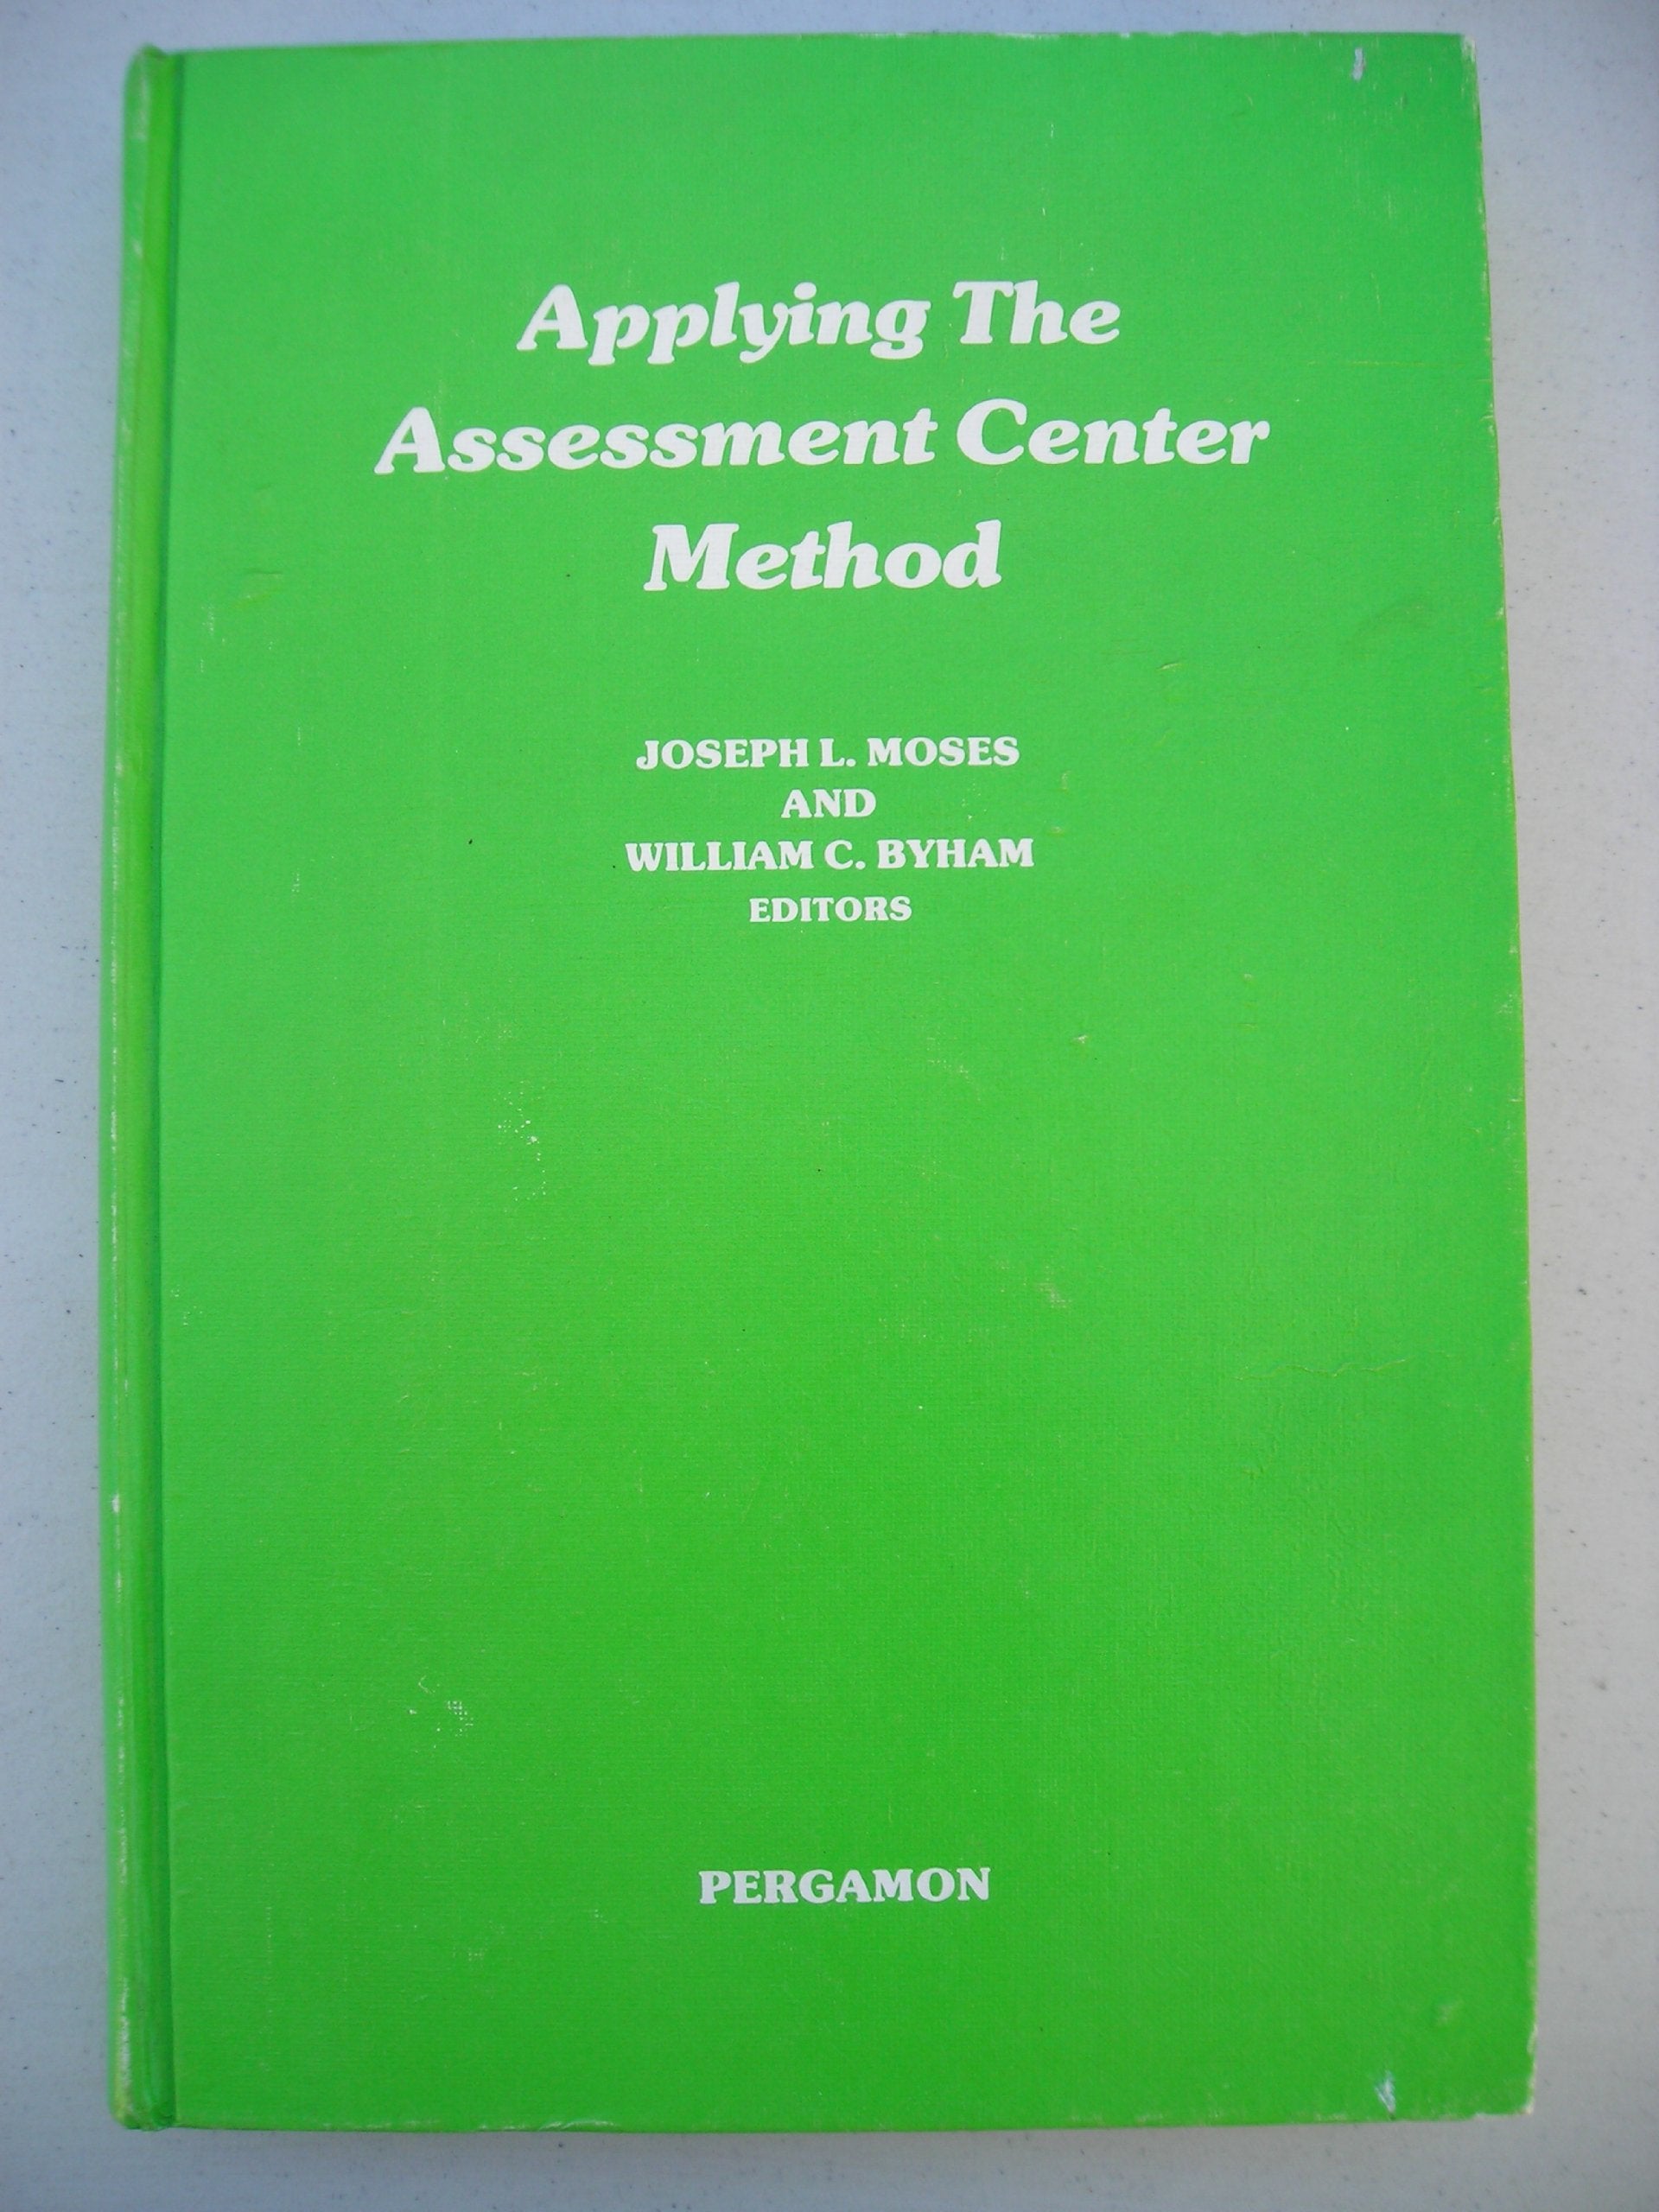 Applying The
Assessment Center
Method
JOSEPH L. MOSES
AND
WILLIAM C. BYHAM
EDITORS
PERGAMON